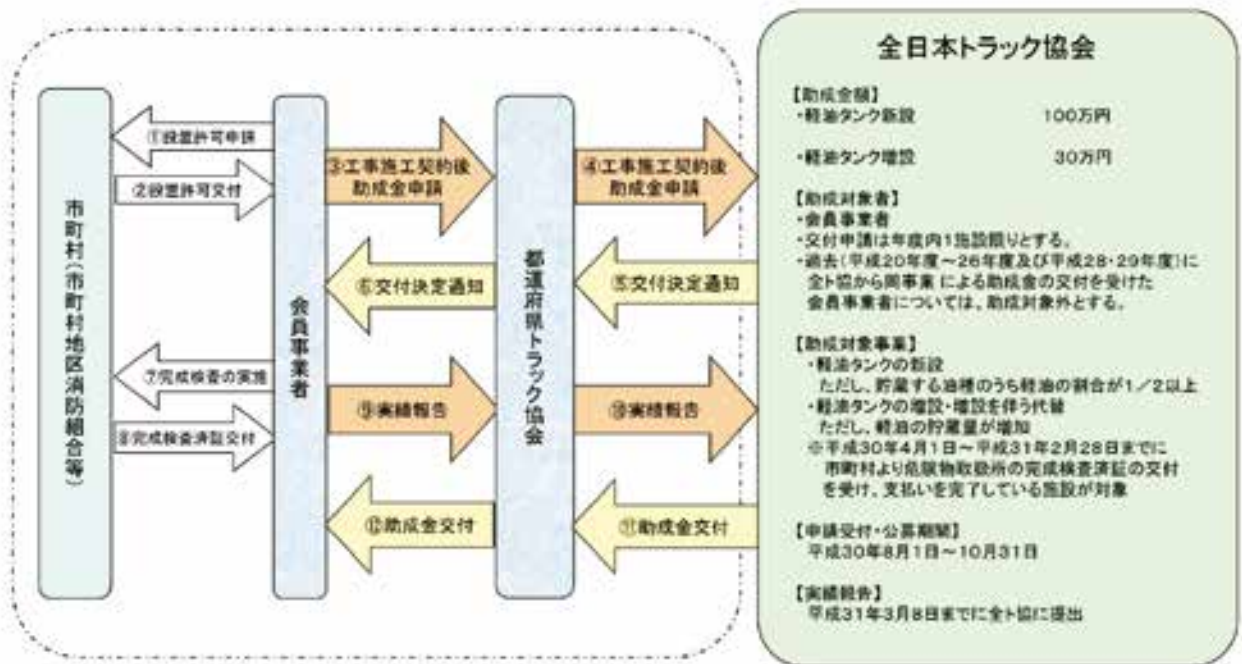 市町村(市町村地区消防組合等)
①設置許可申請
②設置許可交付
⑦完成検査の実施
⑧完成検査済証交付
会員事業者
③工事施工契約後
助成金申請
⑥交付決定通知
⑨実績報告
⑫助成金交付
都道府県トラック協会
④工事施工契約後
助成金申請
⑤交付決定通知
⑩実績報告
⑪助成金交付
全日本トラック協会
【助成金額】
・軽油タンク新設 100万円
・軽油タンク増設 30万円
【助成対象者】
・会員事業者
・交付申請は年度内1施設限りとする。
・過去(平成20年度~26年度及び平成28・29年度)に
全ト協から同事業による助成金の交付を受けた
会員事業者については、助成対象外とする。
【助成対象事業】
・軽油タンクの新設
ただし、貯蔵する油種のうち軽油の割合が1/2以上
・軽油タンクの増設・増設を伴う代替
ただし、軽油の貯蔵量が増加
※平成30年4月1日~平成31年2月28日までに
市町村より危険物取扱所の完成検査済証の交付
を受け、支払いを完了している施設が対象
【申請受付・公募期間】
平成30年8月1日~10月31日
【実績報告】
平成31年3月8日までに全ト協に提出